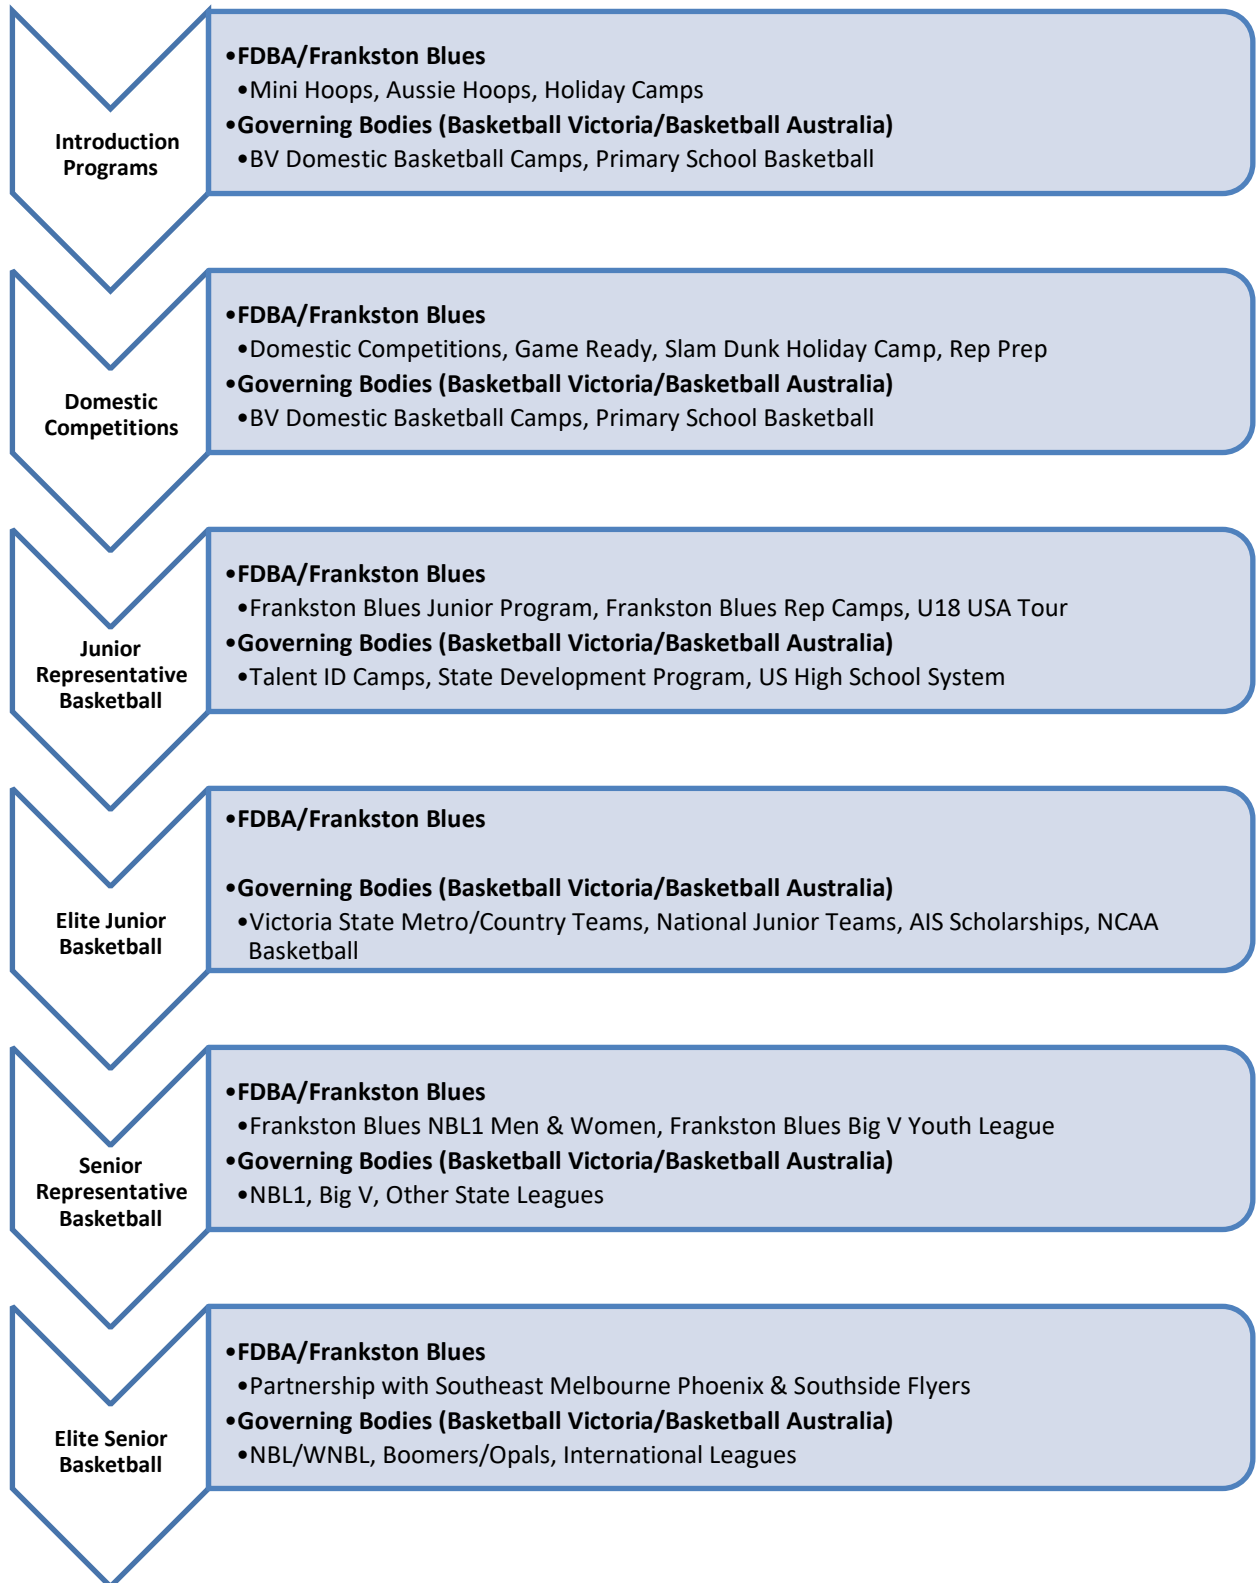 Introduction
Programs
•FDBA/Frankston Blues
•Mini Hoops, Aussie Hoops, Holiday Camps
•Governing Bodies (Basketball Victoria/Basketball Australia)
•BV Domestic Basketball Camps, Primary School Basketball
Domestic
Competitions
•FDBA/Frankston Blues
•Domestic Competitions, Game Ready, Slam Dunk Holiday Camp, Rep Prep
•Governing Bodies (Basketball Victoria/Basketball Australia)
•BV Domestic Basketball Camps, Primary School Basketball
Junior
Representative
Basketball
•FDBA/Frankston Blues
•Frankston Blues Junior Program, Frankston Blues Rep Camps, U18 USA Tour
•Governing Bodies (Basketball Victoria/Basketball Australia)
•Talent ID Camps, State Development Program, US High School System
Elite Junior
Basketball
•FDBA/Frankston Blues
•Governing Bodies (Basketball Victoria/Basketball Australia)
•Victoria State Metro/Country Teams, National Junior Teams, AIS Scholarships, NCAA
Basketball
Senior
Representative
Basketball
•FDBA/Frankston Blues
•Frankston Blues NBL1 Men & Women, Frankston Blues Big V Youth League
•Governing Bodies (Basketball Victoria/Basketball Australia)
•NBL1, Big V, Other State Leagues
Elite Senior
Basketball
•FDBA/Frankston Blues
•Partnership with Southeast Melbourne Phoenix & Southside Flyers
•Governing Bodies (Basketball Victoria/Basketball Australia)
•NBL/WNBL, Boomers/Opals, International Leagues